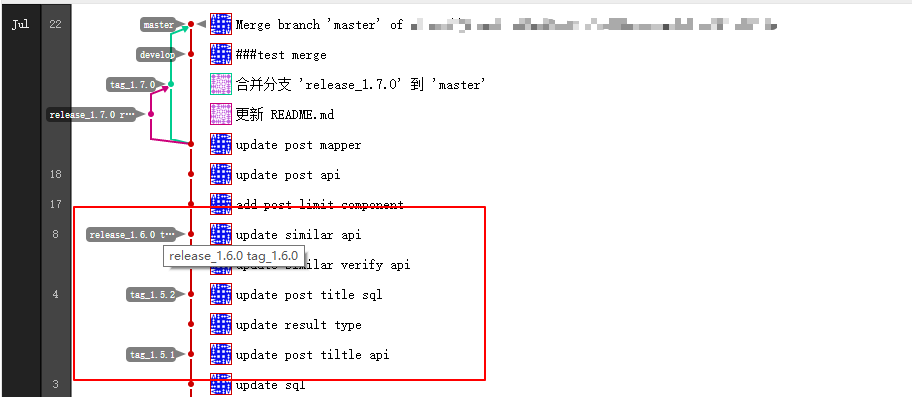 Jul 22 master Merge branch 'master' of
develop ###test merge
tag_1.7.0 合并分支 'release_1.7.0' 到 'master'
release_1.7.0 r… 更新 README.md
update post mapper
18 update post api
17 add post limit component
8 release_1.6.0 t… update similar api
release_1.6.0 tag_1.6.0
update similar verify api
4 tag_1.5.2 update post title sql
update result type
tag_1.5.1 update post tiltle api
3 update sql